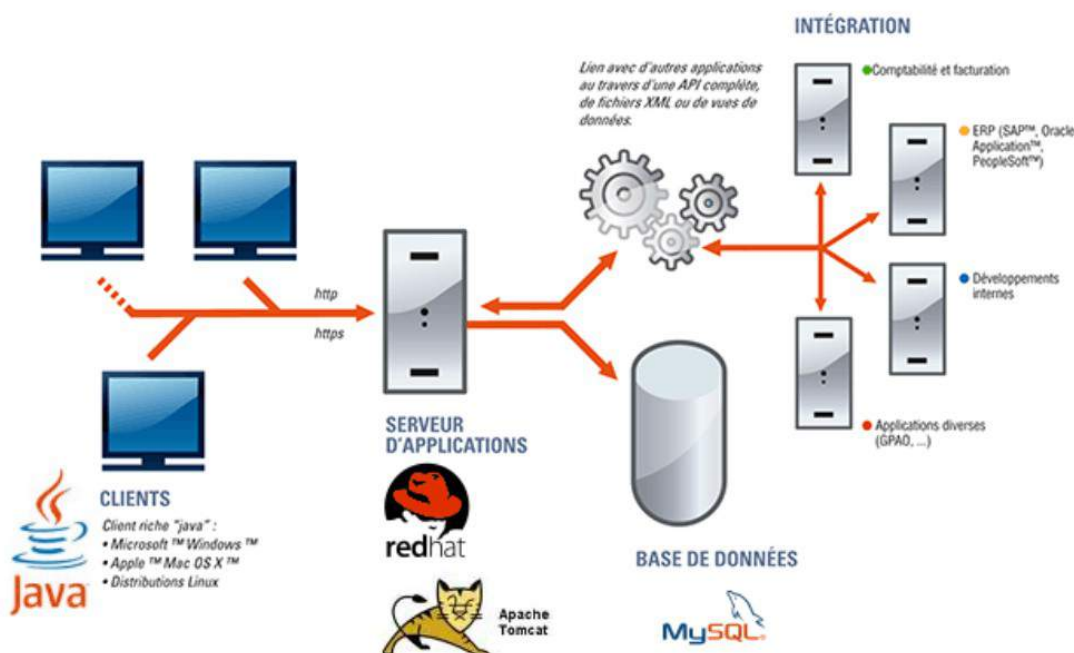 INTÉGRATION
Lien avec d'autres applications
au travers d'une API complète,
de fichiers XML ou de vues de
données.
Comptabilité et facturation
ERP (SAP™, Oracle
Application™,
PeopleSoft™)
http
https
Développements
internes
SERVEUR
D'APPLICATIONS
Applications diverses
(GPAO, ...)
CLIENTS
Client riche "java" :
• Microsoft ™ Windows ™
• Apple ™ Mac OS X ™
• Distributions Linux
Java
redhat
BASE DE DONNÉES
Apache
Tomcat
MySQL